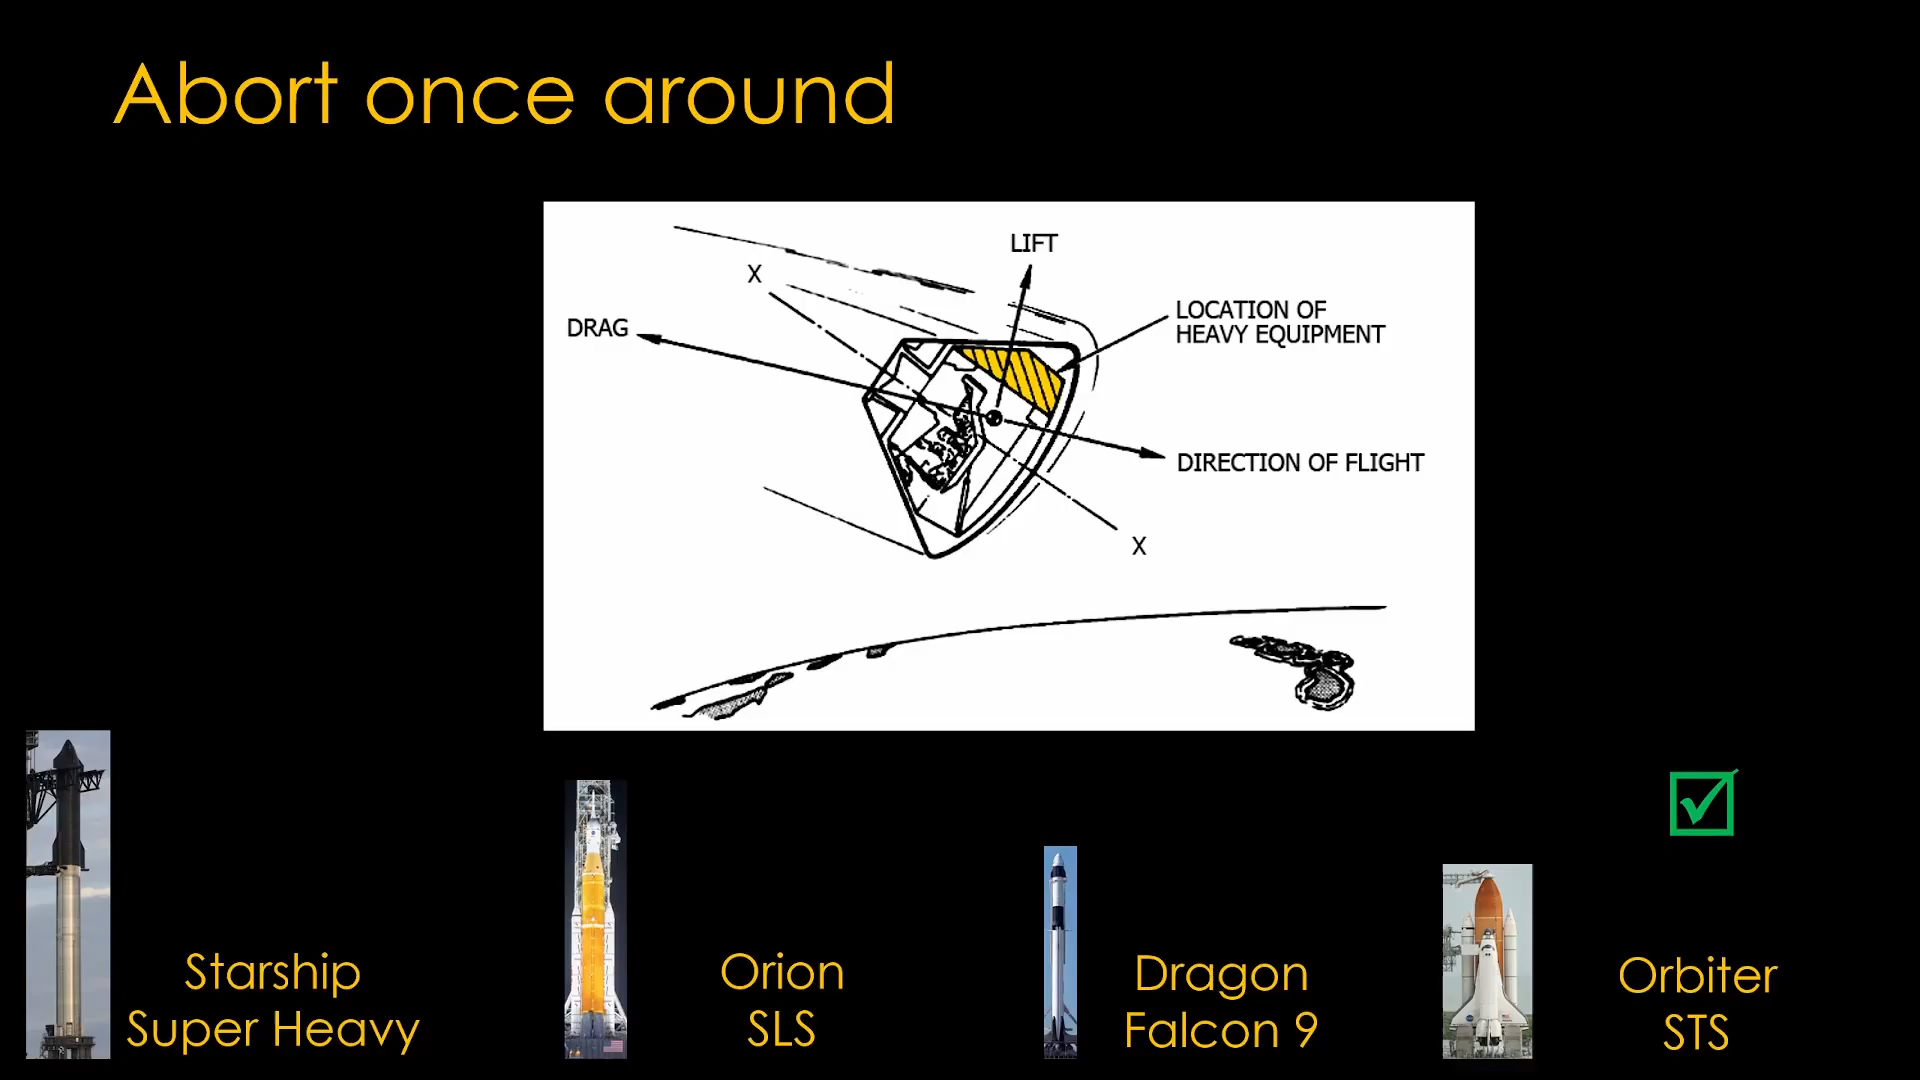 Abort once around
LIFT
X
LOCATION OF
HEAVY EQUIPMENT
DRAG
DIRECTION OF FLIGHT
X
Starship
Super Heavy
Orion
SLS
Dragon
Falcon 9
Orbiter
STS